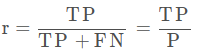 r = TP / (TP + FN) = TP / P